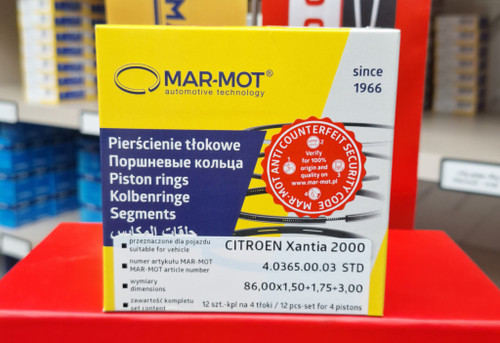 MAR-MOT®
automotive technology
since
1966
Pierścienie tłokowe
Поршневые кольца
Piston rings
Kolbenringe
Segments
حلقات المكابس
MAR-MOT ANTI COUNTERFEIT SECURITY CODE
Verify
for 100%
origin and
quality on
www.mar-mot.pl
1
2
3
przeznaczone dla pojazdu
suitable for vehicle
CITROEN Xantia 2000
numer artykułu MAR-MOT
MAR-MOT article number
4.0365.00.03 STD
wymiary
dimensions
86,00x1,50+1,75+3,00
zawartość kompletu
set content
12 szt.-kpl na 4 tłoki / 12 pcs-set for 4 pistons